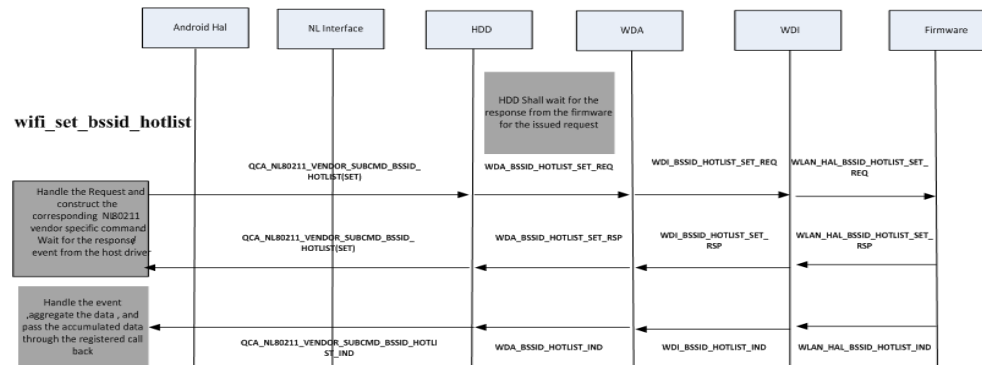 Android Hal
NL Interface
HDD
WDA
WDI
Firmware
HDD Shall wait for the
response from the firmware
for the issued request
wifi_set_bssid_hotlist
QCA_NL80211_VENDOR_SUBCMD_BSSID_
HOTLIST(SET)
WDA_BSSID_HOTLIST_SET_REQ
WDI_BSSID_HOTLIST_SET_REQ
WLAN_HAL_BSSID_HOTLIST_SET_
REQ
Handle the Request and
construct the
corresponding NL80211
vendor specific command
Wait for the response/
event from the host driver
QCA_NL80211_VENDOR_SUBCMD_BSSID_
HOTLIST(SET)
WDA_BSSID_HOTLIST_SET_RSP
WDI_BSSID_HOTLIST_SET_
RSP
WLAN_HAL_BSSID_HOTLIST_SET_
RSP
Handle the event
,aggregate the data , and
pass the accumulated data
through the registered call
back
QCA_NL80211_VENDOR_SUBCMD_BSSID_HOTLI
ST_IND
WDA_BSSID_HOTLIST_IND
WDI_BSSID_HOTLIST_IND
WLAN_HAL_BSSID_HOTLIST_IND